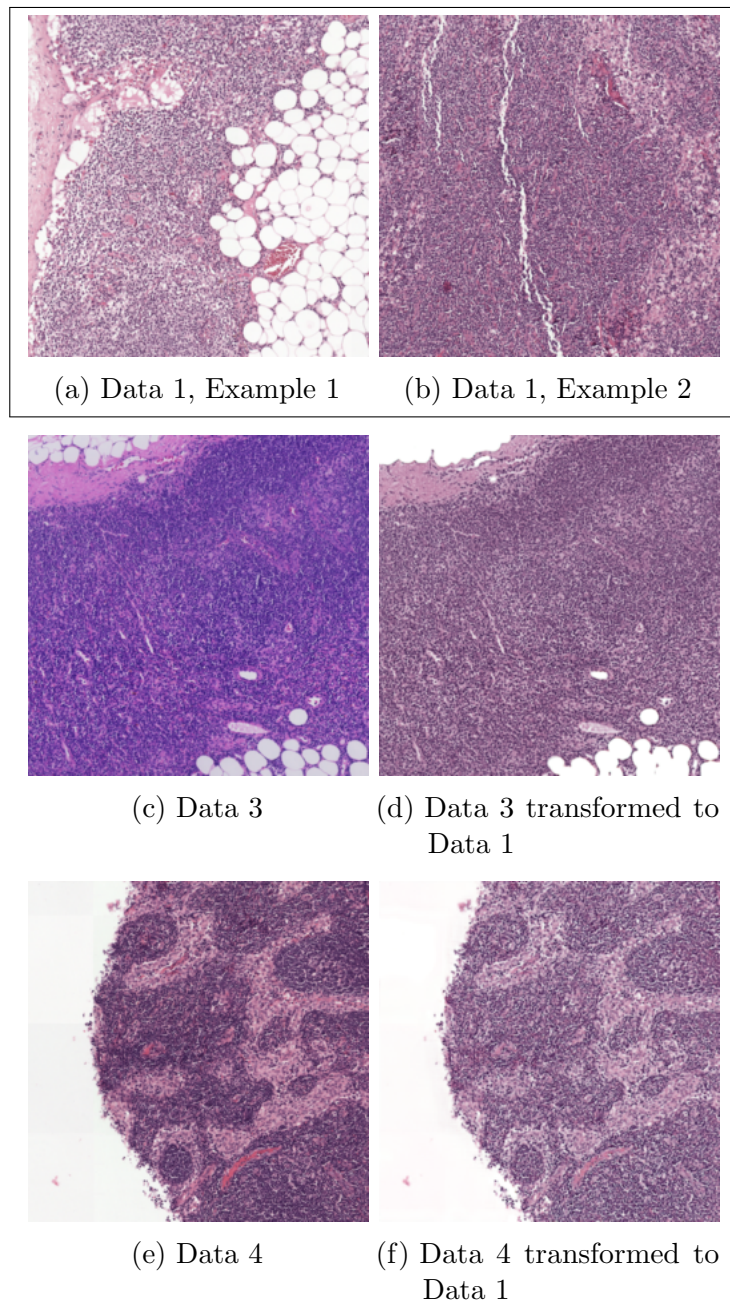 (a) Data 1, Example 1
(b) Data 1, Example 2
(c) Data 3
(d) Data 3 transformed to
Data 1
(e) Data 4
(f) Data 4 transformed to
Data 1